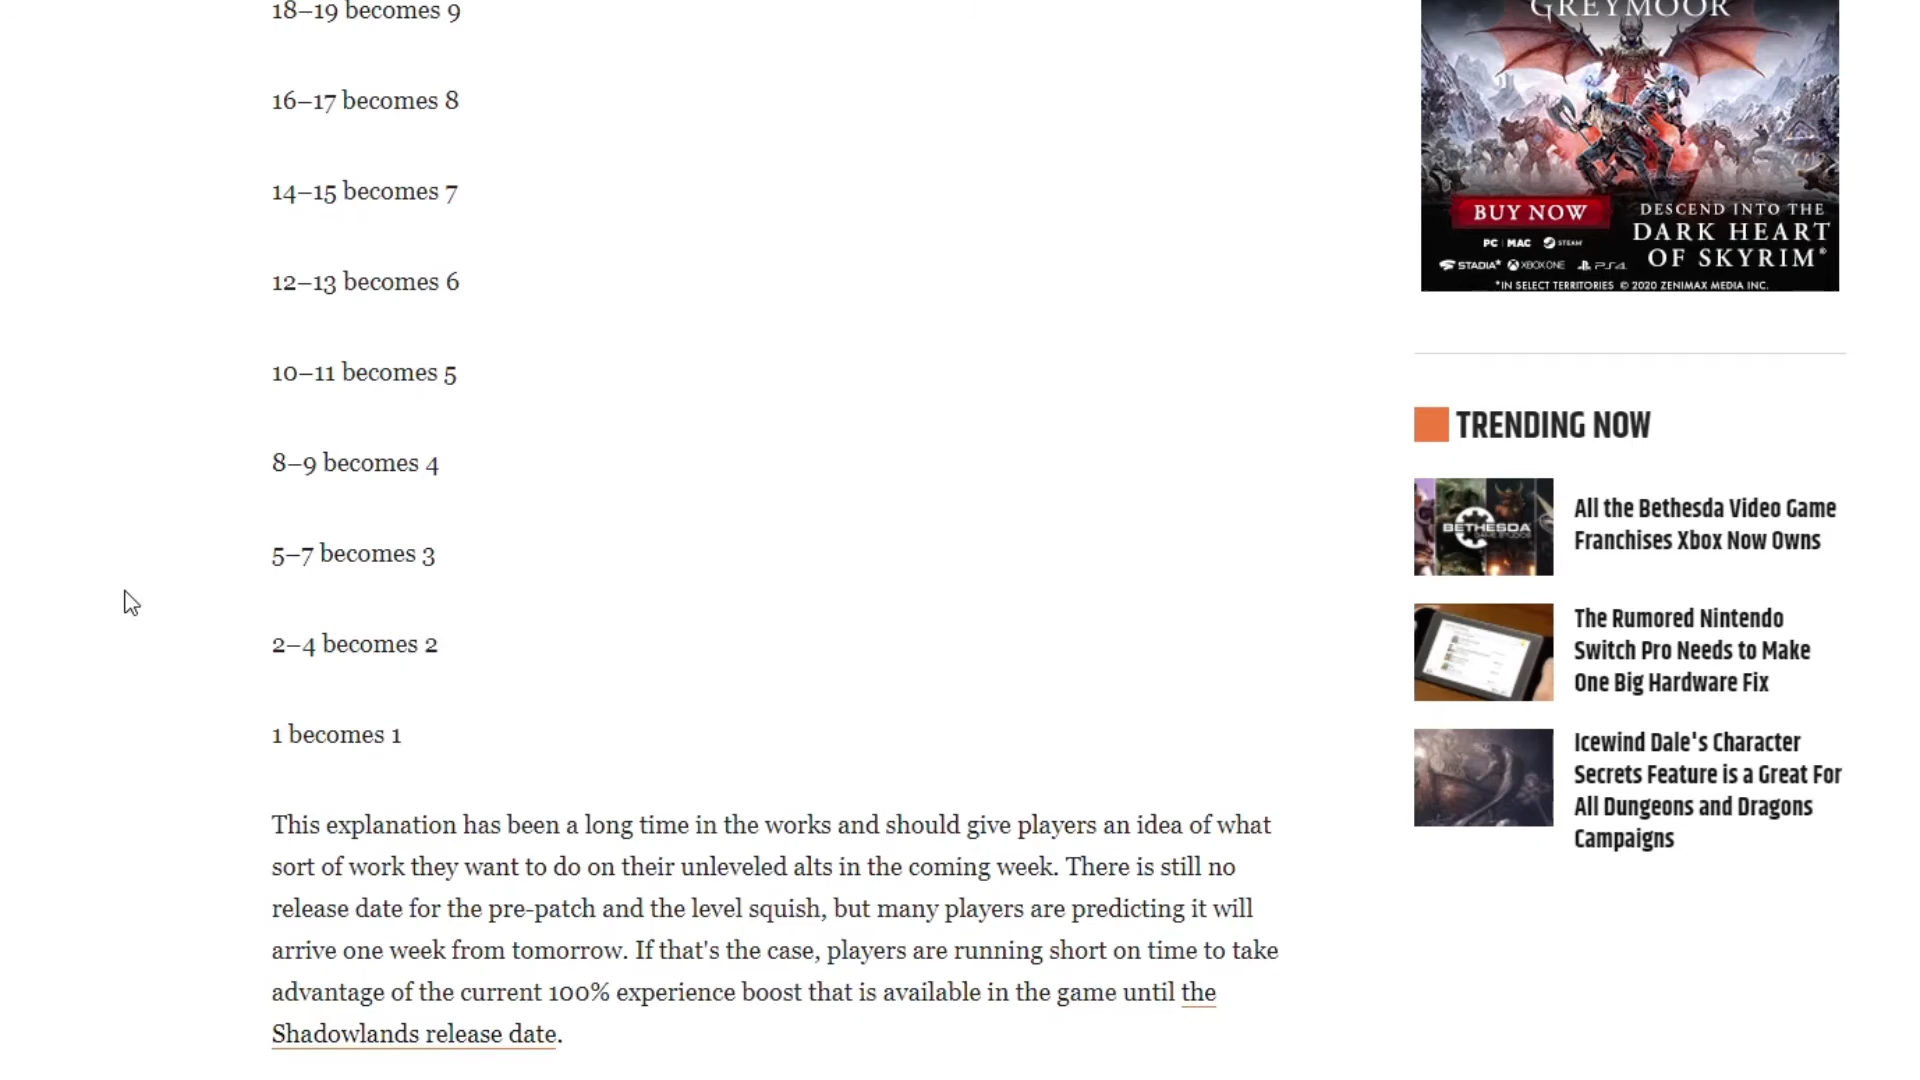 18–19 becomes 9
16–17 becomes 8
14–15 becomes 7
12–13 becomes 6
10–11 becomes 5
8–9 becomes 4
5–7 becomes 3
2–4 becomes 2
1 becomes 1
This explanation has been a long time in the works and should give players an idea of what
sort of work they want to do on their unleveled alts in the coming week. There is still no
release date for the pre-patch and the level squish, but many players are predicting it will
arrive one week from tomorrow. If that's the case, players are running short on time to take
advantage of the current 100% experience boost that is available in the game until the
Shadowlands release date.
GREYMOOR
BUY NOW
PC | MAC STEAM
STADIA* XBOX ONE PS4
DESCEND INTO THE
DARK HEART
OF SKYRIM®
*IN SELECT TERRITORIES © 2020 ZENIMAX MEDIA INC.
TRENDING NOW
BETHESDA
All the Bethesda Video Game
Franchises Xbox Now Owns
The Rumored Nintendo
Switch Pro Needs to Make
One Big Hardware Fix
Icewind Dale's Character
Secrets Feature is a Great For
All Dungeons and Dragons
Campaigns